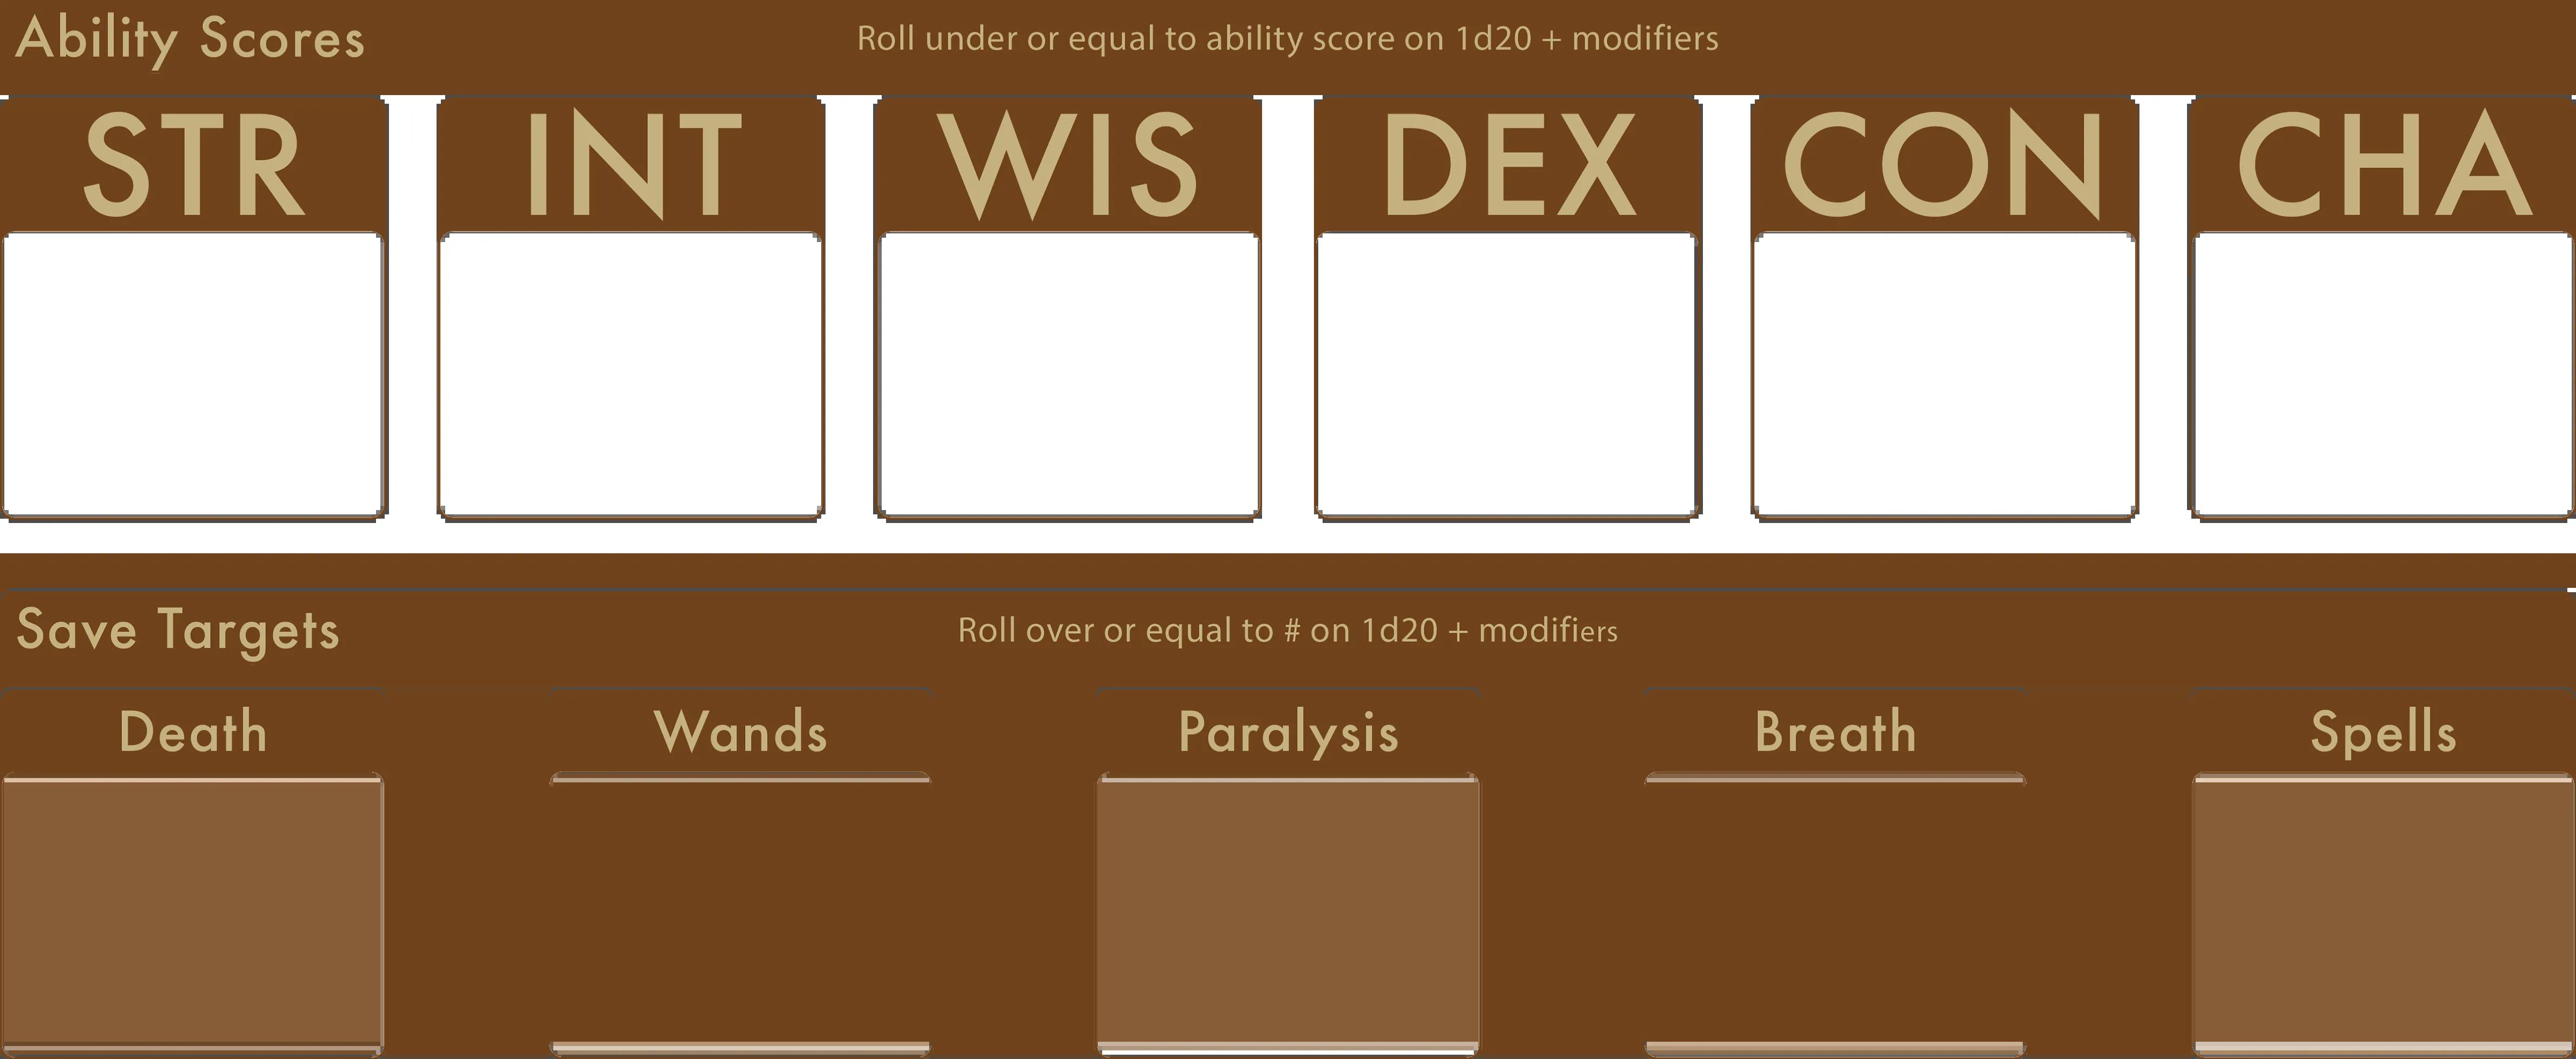 Ability Scores
Roll under or equal to ability score on 1d20 + modifiers
STR INT WIS DEX CON CHA
Save Targets
Roll over or equal to # on 1d20 + modifiers
Death Wands Paralysis Breath Spells